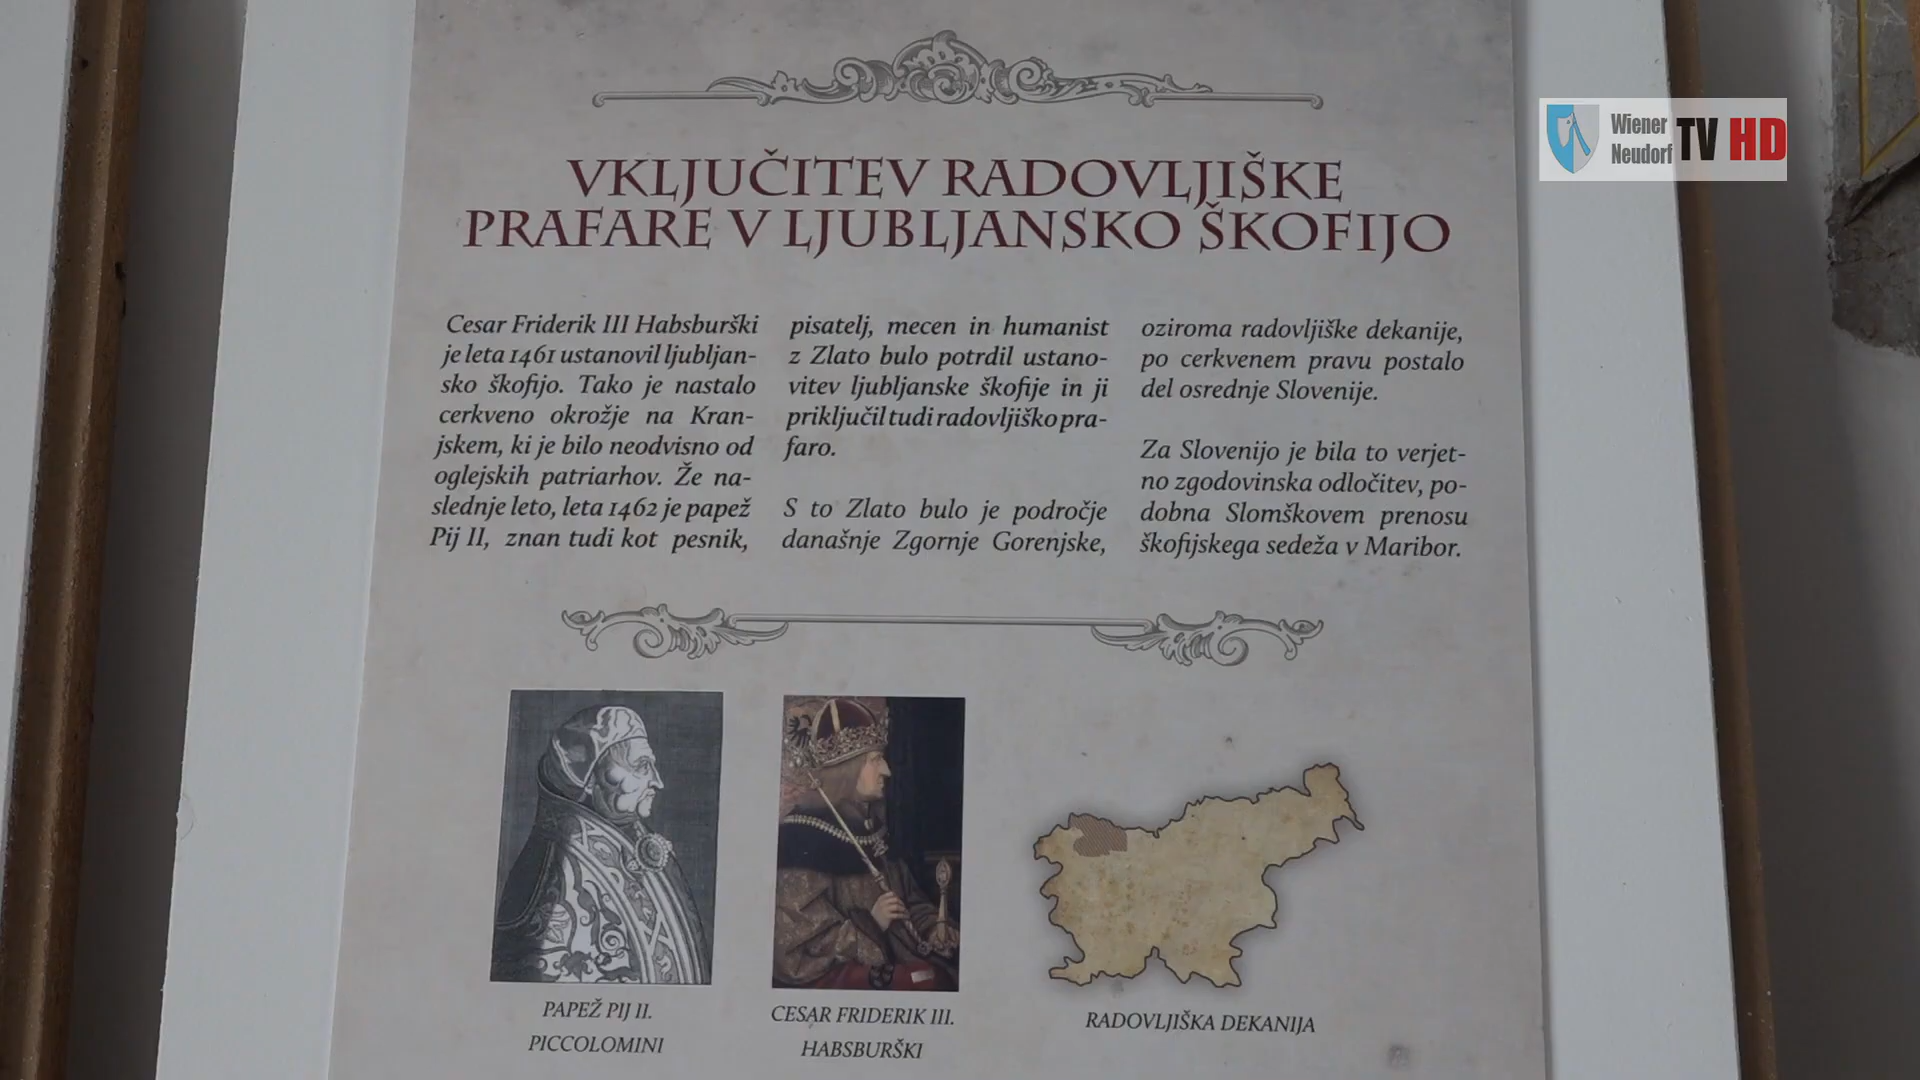 Wiener
Neudorf
TV HD
VKLJUČITEV RADOVLJIŠKE
PRAFARE V LJUBLJANSKO ŠKOFIJO
Cesar Friderik III Habsburški
je leta 1461 ustanovil ljubljan-
sko škofijo. Tako je nastalo
cerkveno okrožje na Kran-
jskem, ki je bilo neodvisno od
oglejskih patriarhov. Že na-
slednje leto, leta 1462 je papež
Pij II, znan tudi kot pesnik,
pisatelj, mecen in humanist
z Zlato bulo potrdil ustano-
vitev ljubljanske škofije in ji
priključil tudi radovljiško pra-
faro.
S to Zlato bulo je področje
današnje Zgornje Gorenjske,
oziroma radovljiške dekanije,
po cerkvenem pravu postalo
del osrednje Slovenije.
Za Slovenijo je bila to verjet-
no zgodovinska odločitev, po-
dobna Slomškovem prenosu
škofijskega sedeža v Maribor.
PAPEŽ PIJ II.
PICCOLOMINI
CESAR FRIDERIK III.
HABSBURŠKI
RADOVLJIŠKA DEKANIJA